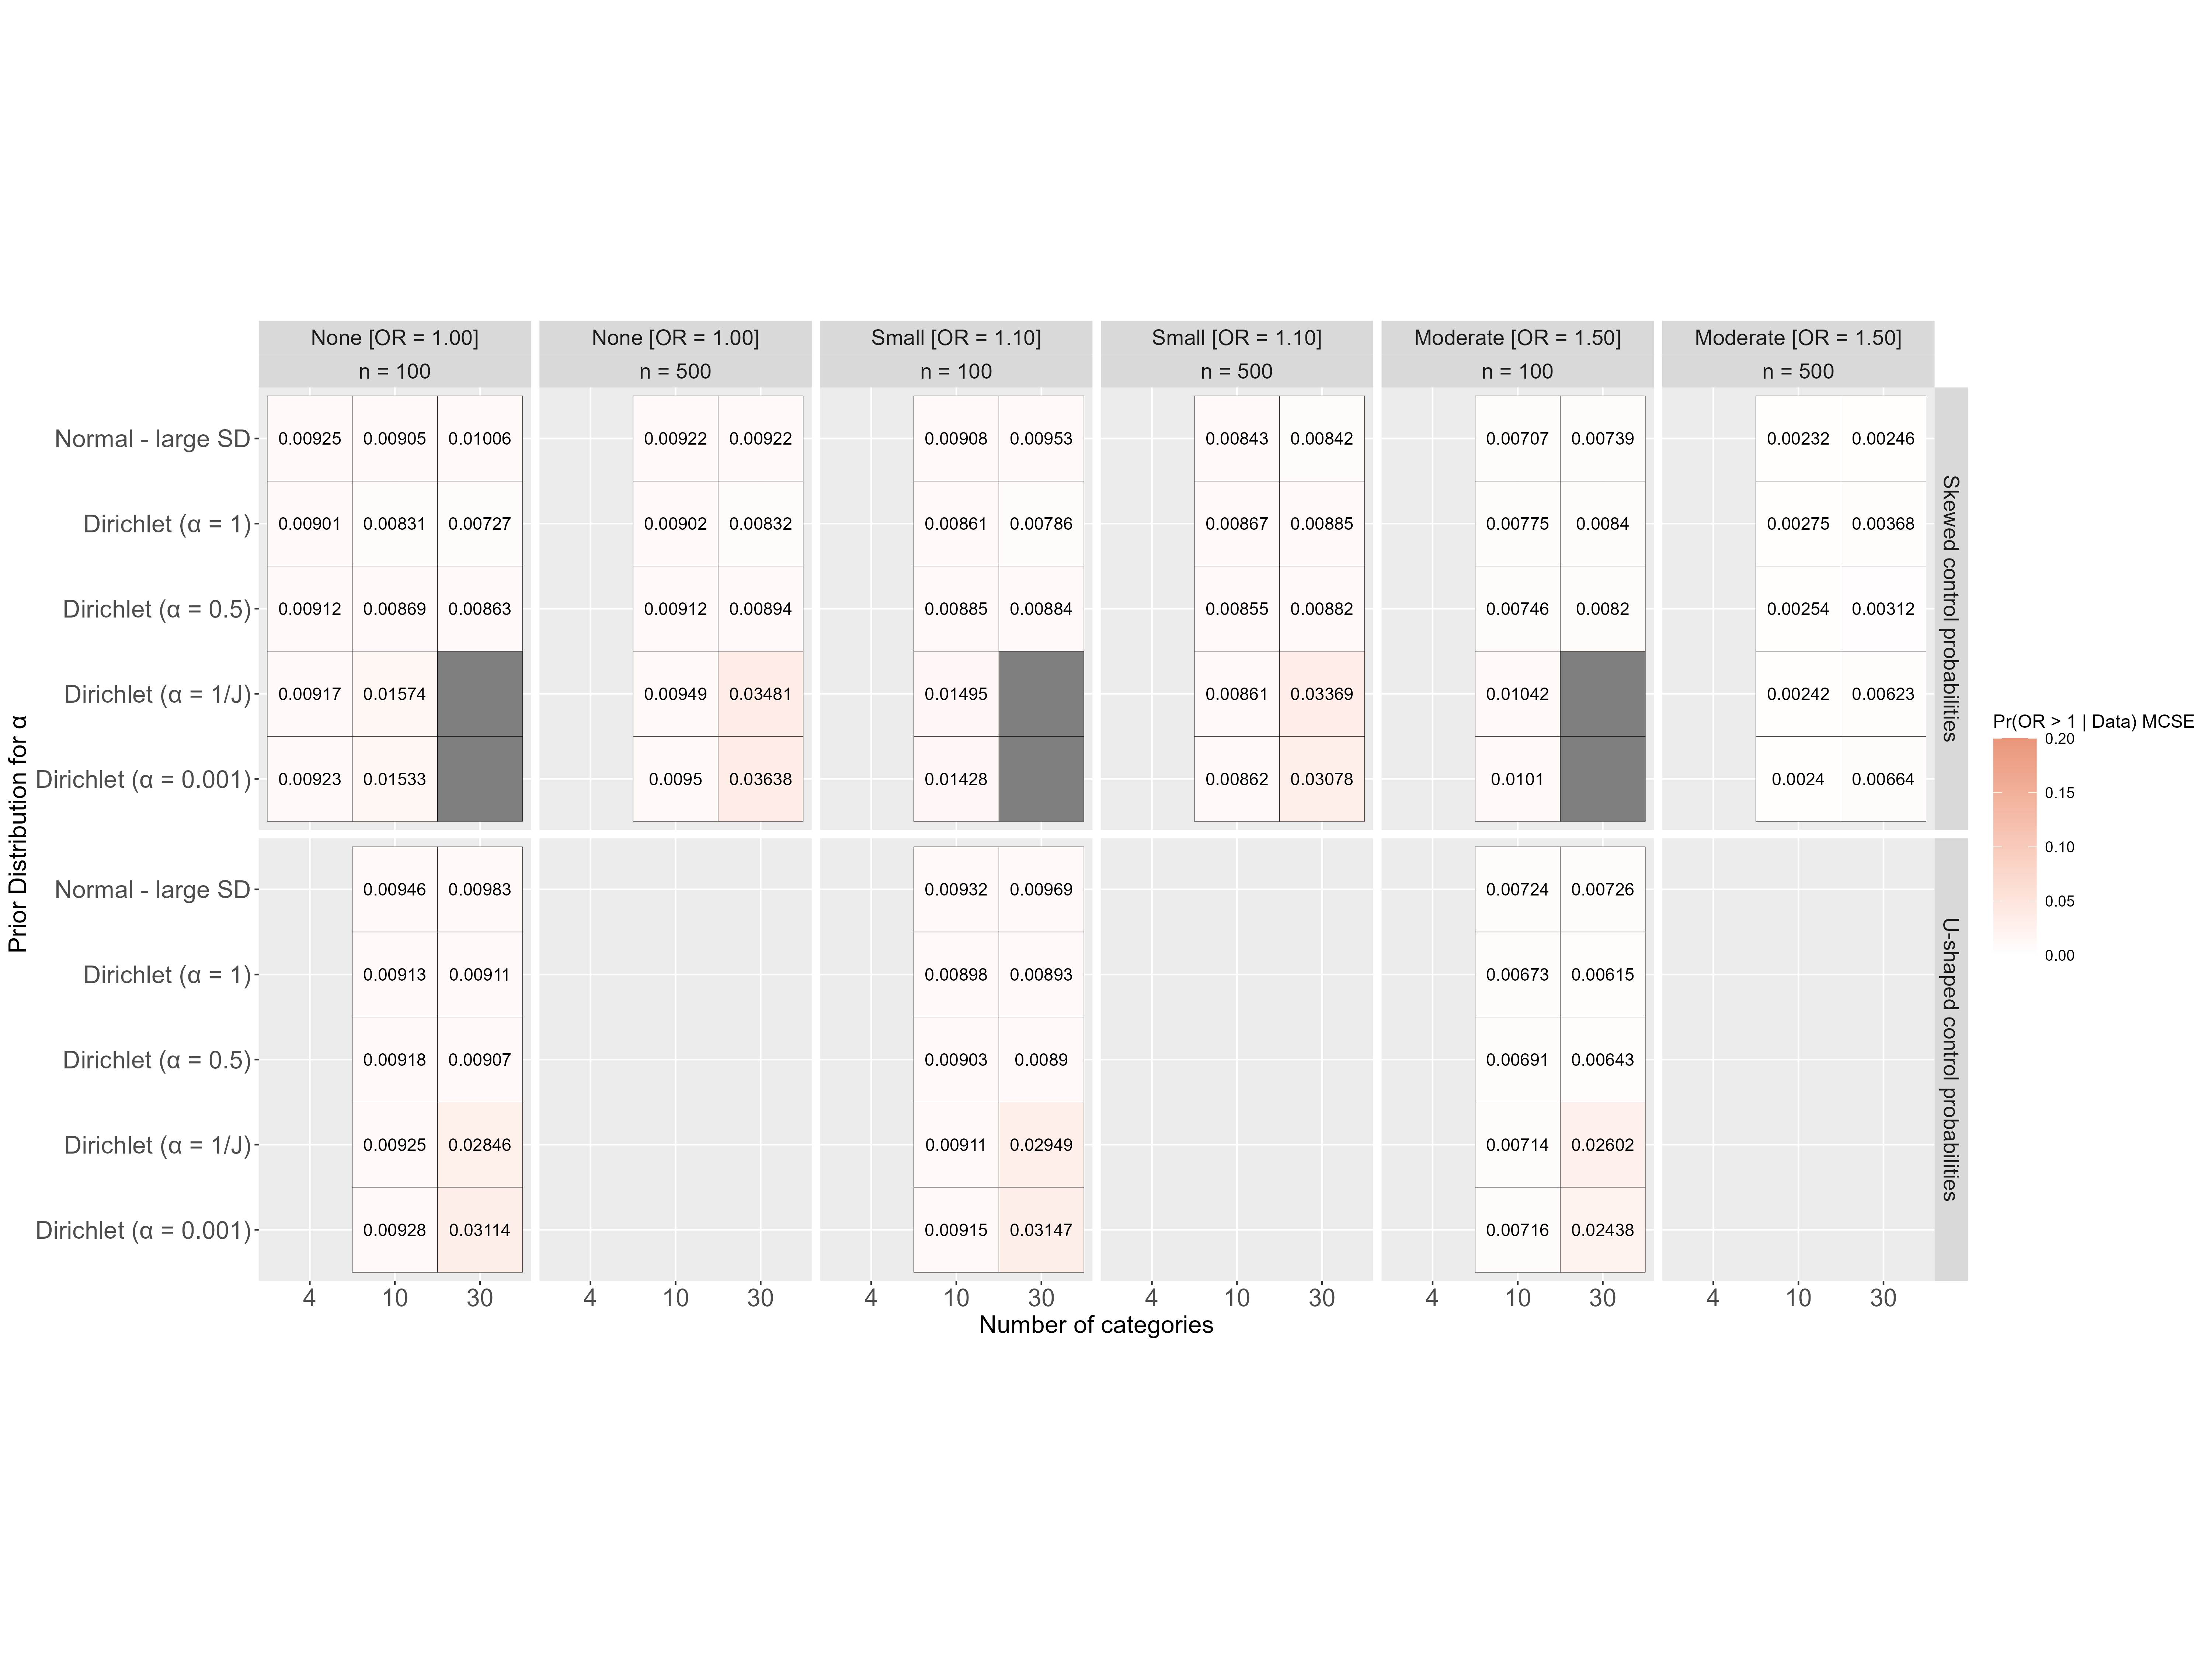 None [OR = 1.00] None [OR = 1.00] Small [OR = 1.10] Small [OR = 1.10] Moderate [OR = 1.50] Moderate [OR = 1.50]
n = 100 n = 500 n = 100 n = 500 n = 100 n = 500
Normal - large SD 0.00925 0.00905 0.01006 0.00922 0.00922 0.00908 0.00953 0.00843 0.00842 0.00707 0.00739 0.00232 0.00246
Dirichlet (α = 1) 0.00901 0.00831 0.00727 0.00902 0.00832 0.00861 0.00786 0.00867 0.00885 0.00775 0.0084 0.00275 0.00368
Dirichlet (α = 0.5) 0.00912 0.00869 0.00863 0.00912 0.00894 0.00885 0.00884 0.00855 0.00882 0.00746 0.0082 0.00254 0.00312
Dirichlet (α = 1/J) 0.00917 0.01574 0.00949 0.03481 0.01495 0.00861 0.03369 0.01042 0.00242 0.00623
Dirichlet (α = 0.001) 0.00923 0.01533 0.0095 0.03638 0.01428 0.00862 0.03078 0.0101 0.0024 0.00664
Skewed control probabilities
Normal - large SD 0.00946 0.00983 0.00932 0.00969 0.00724 0.00726
Dirichlet (α = 1) 0.00913 0.00911 0.00898 0.00893 0.00673 0.00615
Dirichlet (α = 0.5) 0.00918 0.00907 0.00903 0.0089 0.00691 0.00643
Dirichlet (α = 1/J) 0.00925 0.02846 0.00911 0.02949 0.00714 0.02602
Dirichlet (α = 0.001) 0.00928 0.03114 0.00915 0.03147 0.00716 0.02438
U-shaped control probabilities
4 10 30 4 10 30 4 10 30 4 10 30 4 10 30 4 10 30
Number of categories
Prior Distribution for α
Pr(OR > 1 | Data) MCSE
0.20
0.15
0.10
0.05
0.00